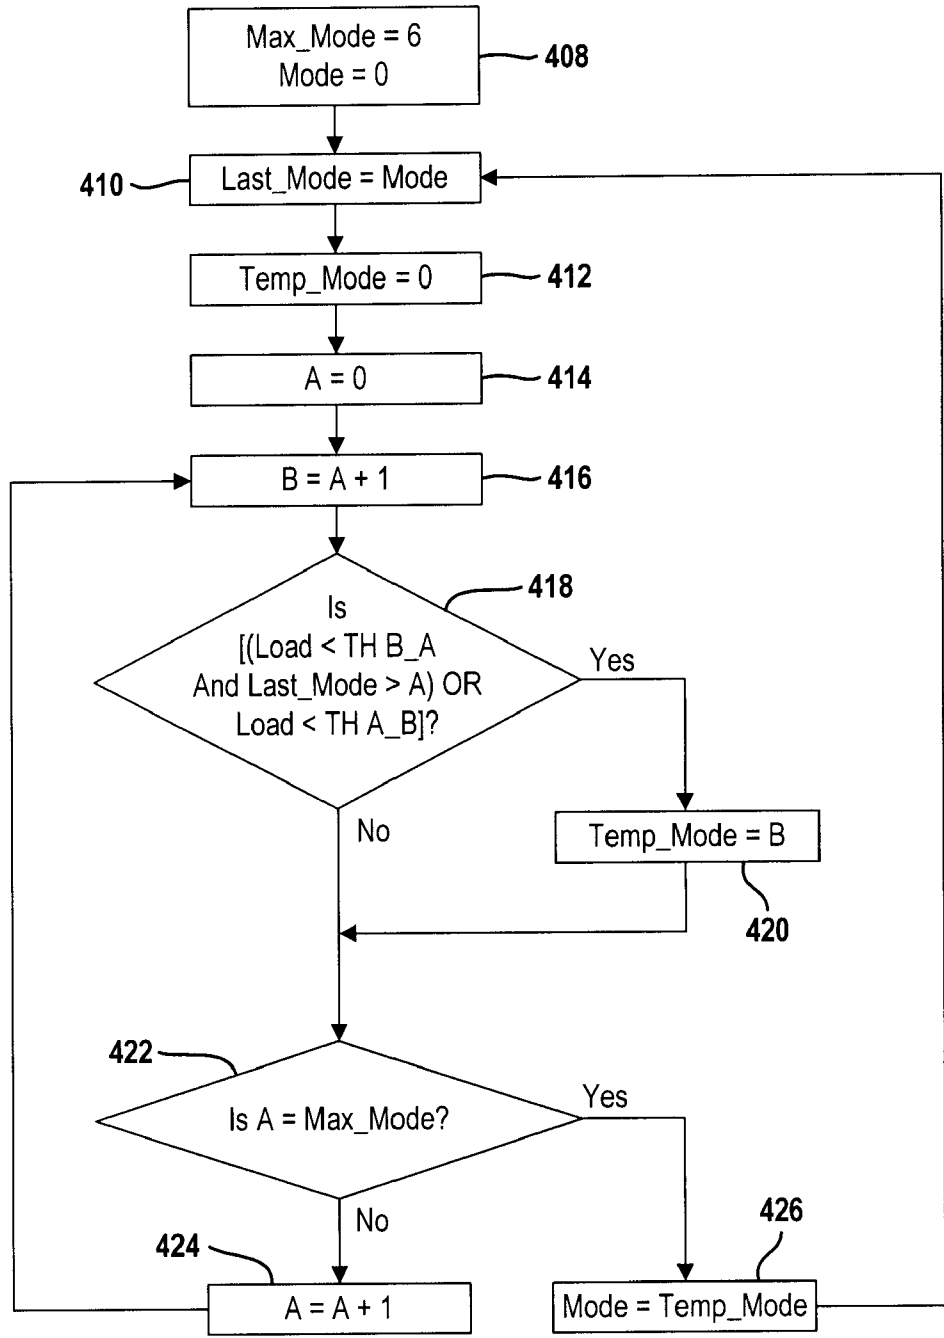 Max_Mode = 6
Mode = 0
408
410
Last_Mode = Mode
Temp_Mode = 0
412
A = 0
414
B = A + 1
416
418
Is
[(Load < TH B_A
And Last_Mode > A) OR
Load < TH A_B]?
Yes
No
Temp_Mode = B
420
422
Is A = Max_Mode?
Yes
No
424
A = A + 1
426
Mode = Temp_Mode